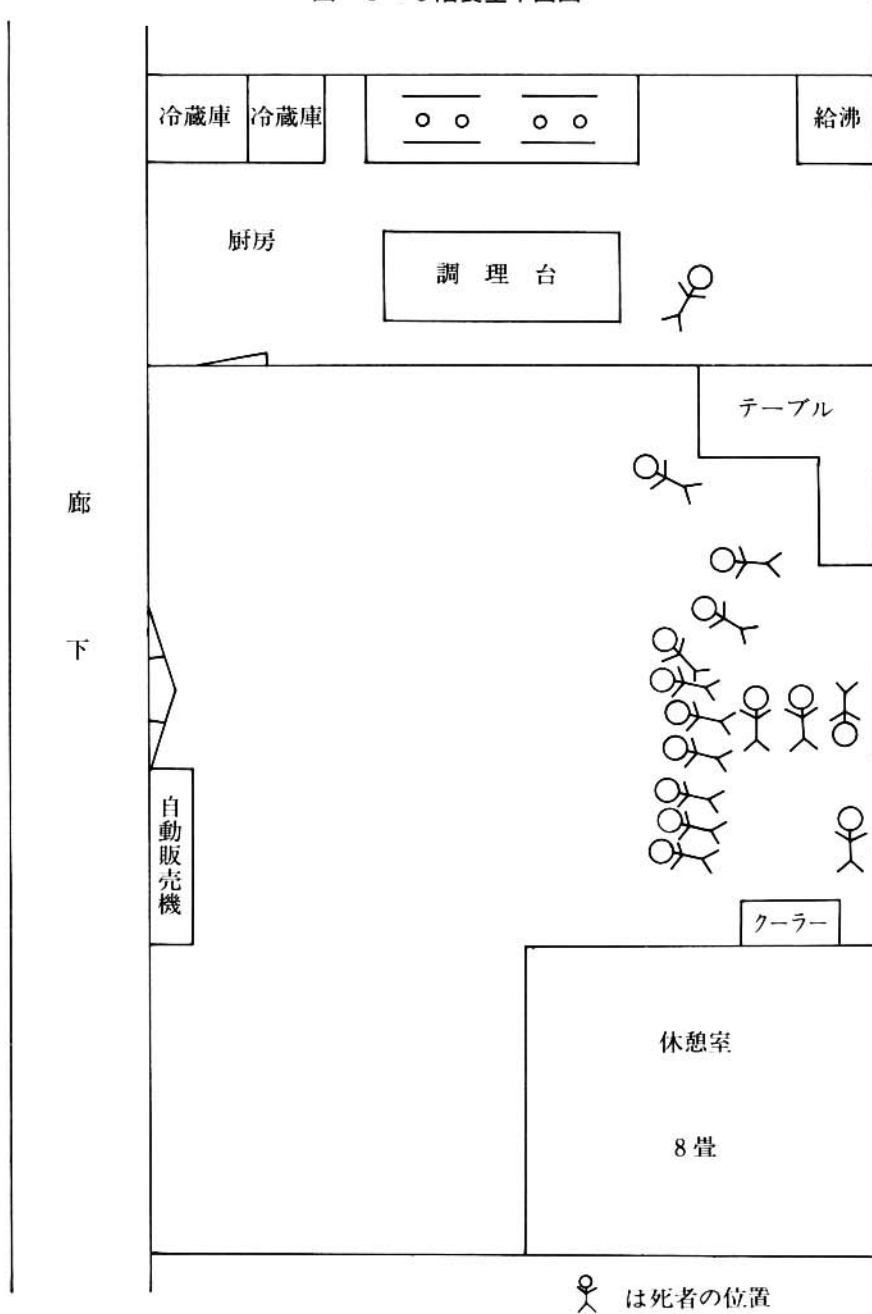 冷蔵庫
冷蔵庫
給沸
厨房
調理台
テーブル
廊下
自動販売機
クーラー
休憩室
8畳
は死者の位置